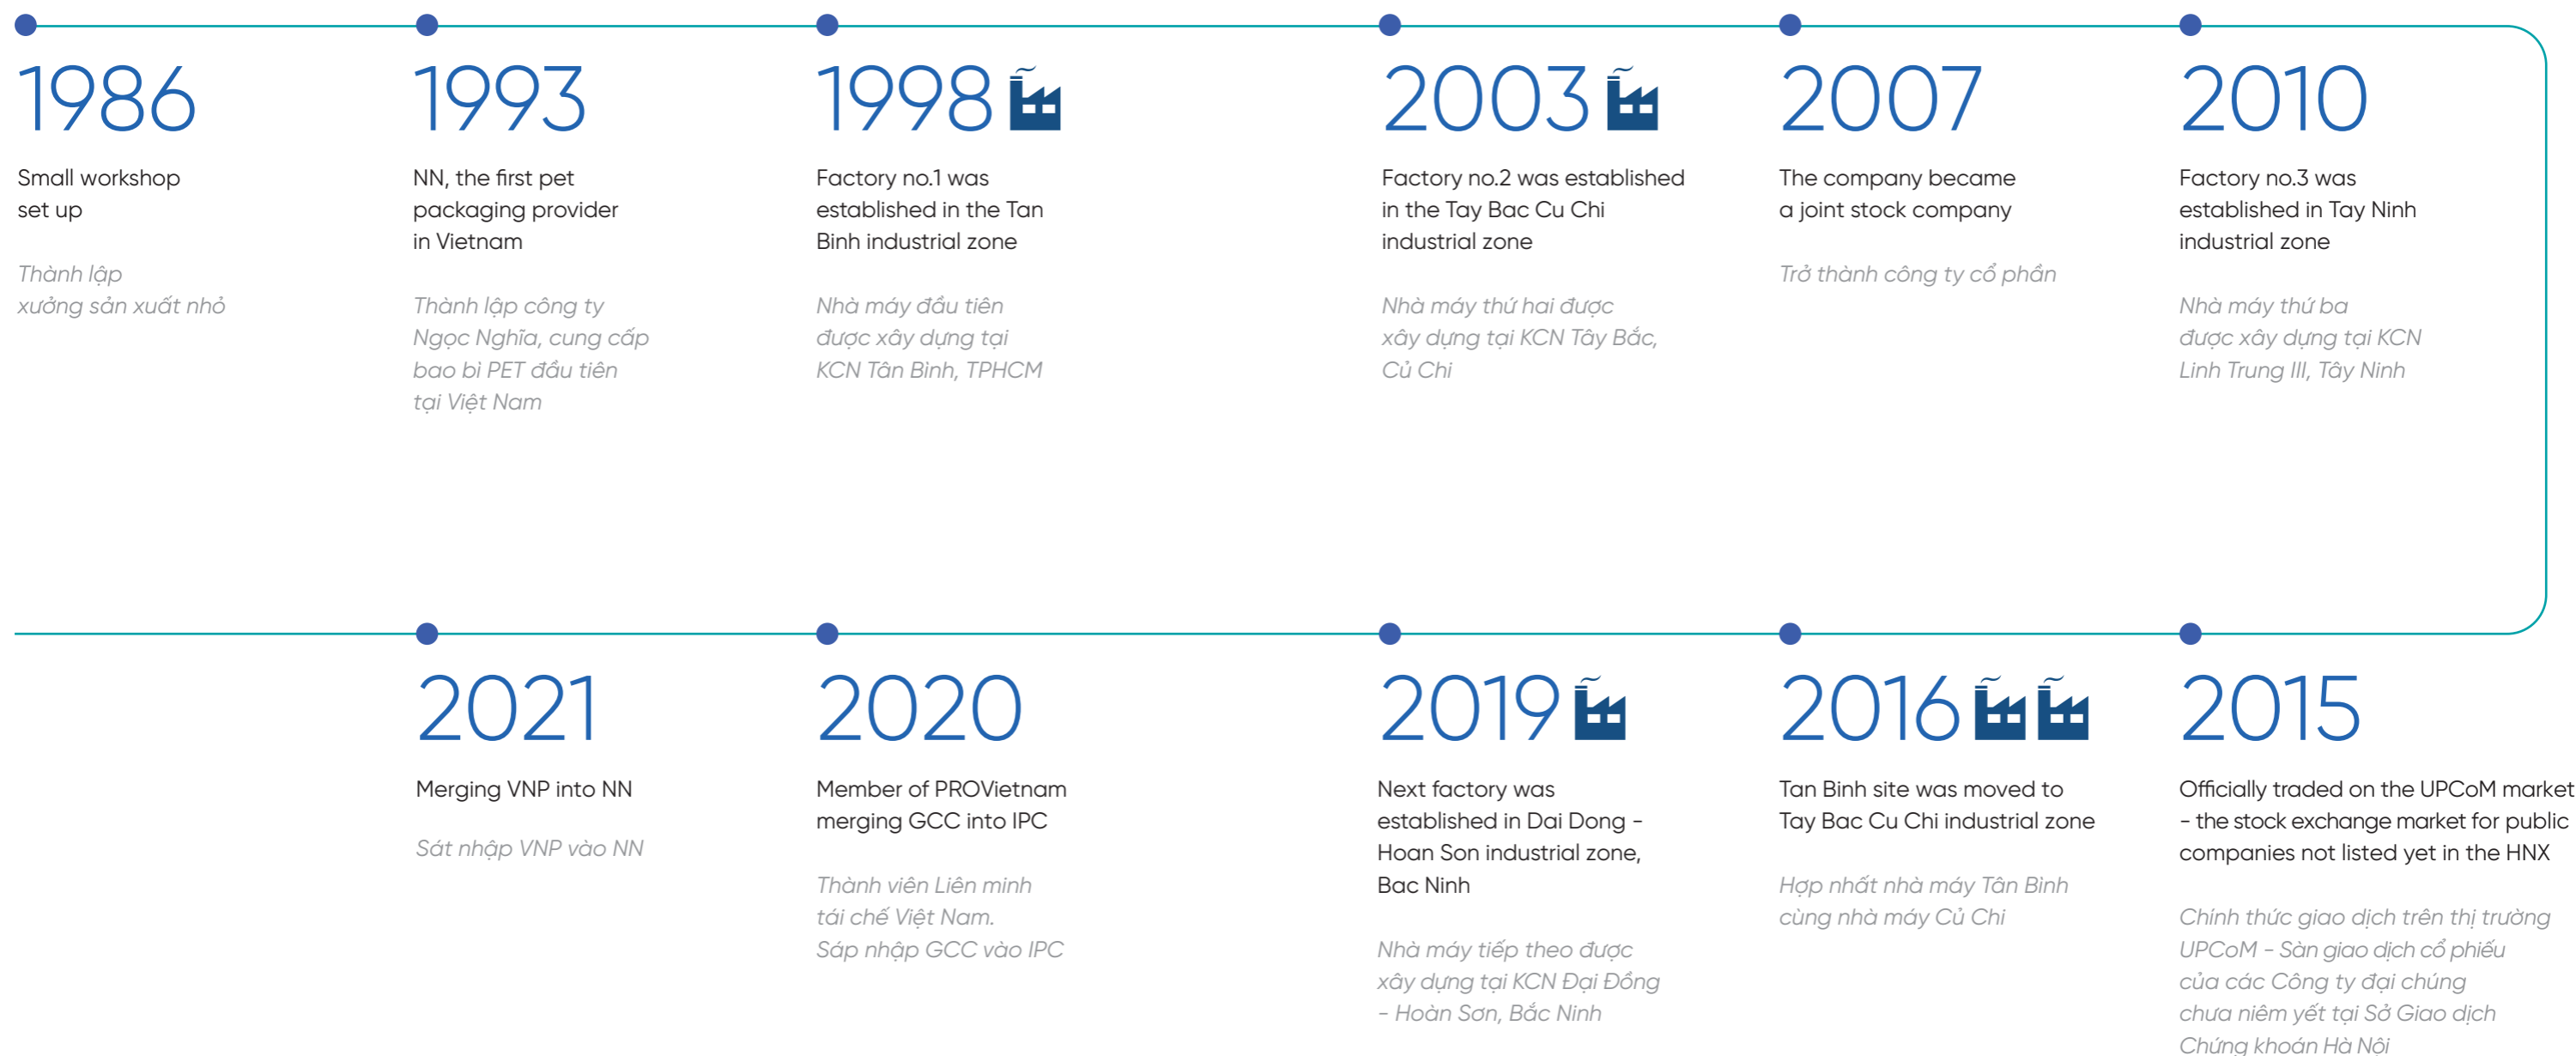 1986
Small workshop
set up
Thành lập
xưởng sản xuất nhỏ
1993
NN, the first pet
packaging provider
in Vietnam
Thành lập công ty
Ngọc Nghĩa, cung cấp
bao bì PET đầu tiên
tại Việt Nam
1998
Factory no.1 was
established in the Tan
Binh industrial zone
Nhà máy đầu tiên
được xây dựng tại
KCN Tân Bình, TPHCM
2003
Factory no.2 was established
in the Tay Bac Cu Chi
industrial zone
Nhà máy thứ hai được
xây dựng tại KCN Tây Bắc,
Củ Chi
2007
The company became
a joint stock company
Trở thành công ty cổ phần
2010
Factory no.3 was
established in Tay Ninh
industrial zone
Nhà máy thứ ba
được xây dựng tại KCN
Linh Trung III, Tây Ninh
2021
Merging VNP into NN
Sát nhập VNP vào NN
2020
Member of PROVietnam
merging GCC into IPC
Thành viên Liên minh
tái chế Việt Nam.
Sáp nhập GCC vào IPC
2019
Next factory was
established in Dai Dong -
Hoan Son industrial zone,
Bac Ninh
Nhà máy tiếp theo được
xây dựng tại KCN Đại Đồng
- Hoàn Sơn, Bắc Ninh
2016
Tan Binh site was moved to
Tay Bac Cu Chi industrial zone
Hợp nhất nhà máy Tân Bình
cùng nhà máy Củ Chi
2015
Officially traded on the UPCoM market
- the stock exchange market for public
companies not listed yet in the HNX
Chính thức giao dịch trên thị trường
UPCoM - Sàn giao dịch cổ phiếu
của các Công ty đại chúng
chưa niêm yết tại Sở Giao dịch
Chứng khoán Hà Nội